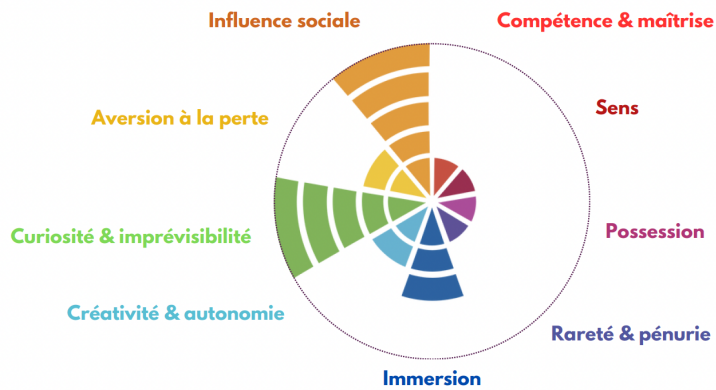 Influence sociale
Compétence & maîtrise
Aversion à la perte
Sens
Curiosité & imprévisibilité
Possession
Créativité & autonomie
Rareté & pénurie
Immersion